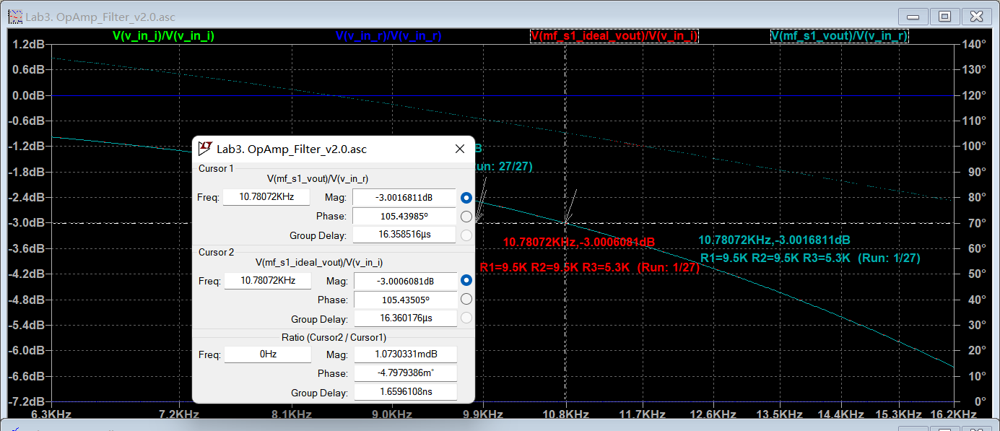 Lab3. OpAmp_Filter_v2.0.asc
V(v_in_i)/V(v_in_i) V(v_in_r)/V(v_in_r) V(mf_s1_ideal_vout)/V(v_in_i) V(mf_s1_vout)/V(v_in_r)
1.2dB 140°
0.6dB 130°
0.0dB 120°
-0.6dB 110°
-1.2dB 100°
-1.8dB 90°
-2.4dB 80°
-3.0dB 70°
-3.6dB 60°
-4.2dB 50°
-4.8dB 40°
-5.4dB 30°
-6.0dB 20°
-6.6dB 10°
-7.2dB 0°
6.3KHz 7.2KHz 8.1KHz 9.0KHz 9.9KHz 10.8KHz 11.7KHz 12.6KHz 13.5KHz 14.4KHz 15.3KHz 16.2KHz
B
un: 27/27)
10.78072KHz,-3.0006081dB
R1=9.5K R2=9.5K R3=5.3K (Run: 1/27)
10.78072KHz,-3.0016811dB
R1=9.5K R2=9.5K R3=5.3K (Run: 1/27)
Lab3. OpAmp_Filter_v2.0.asc
Cursor 1
V(mf_s1_vout)/V(v_in_r)
Freq: 10.78072KHz Mag: -3.0016811dB
Phase: 105.43985°
Group Delay: 16.358516µs
Cursor 2
V(mf_s1_ideal_vout)/V(v_in_i)
Freq: 10.78072KHz Mag: -3.0006081dB
Phase: 105.43505°
Group Delay: 16.360176µs
Ratio (Cursor2 / Cursor1)
Freq: 0Hz Mag: 1.0730331mdB
Phase: -4.7979386m°
Group Delay: 1.6596108ns